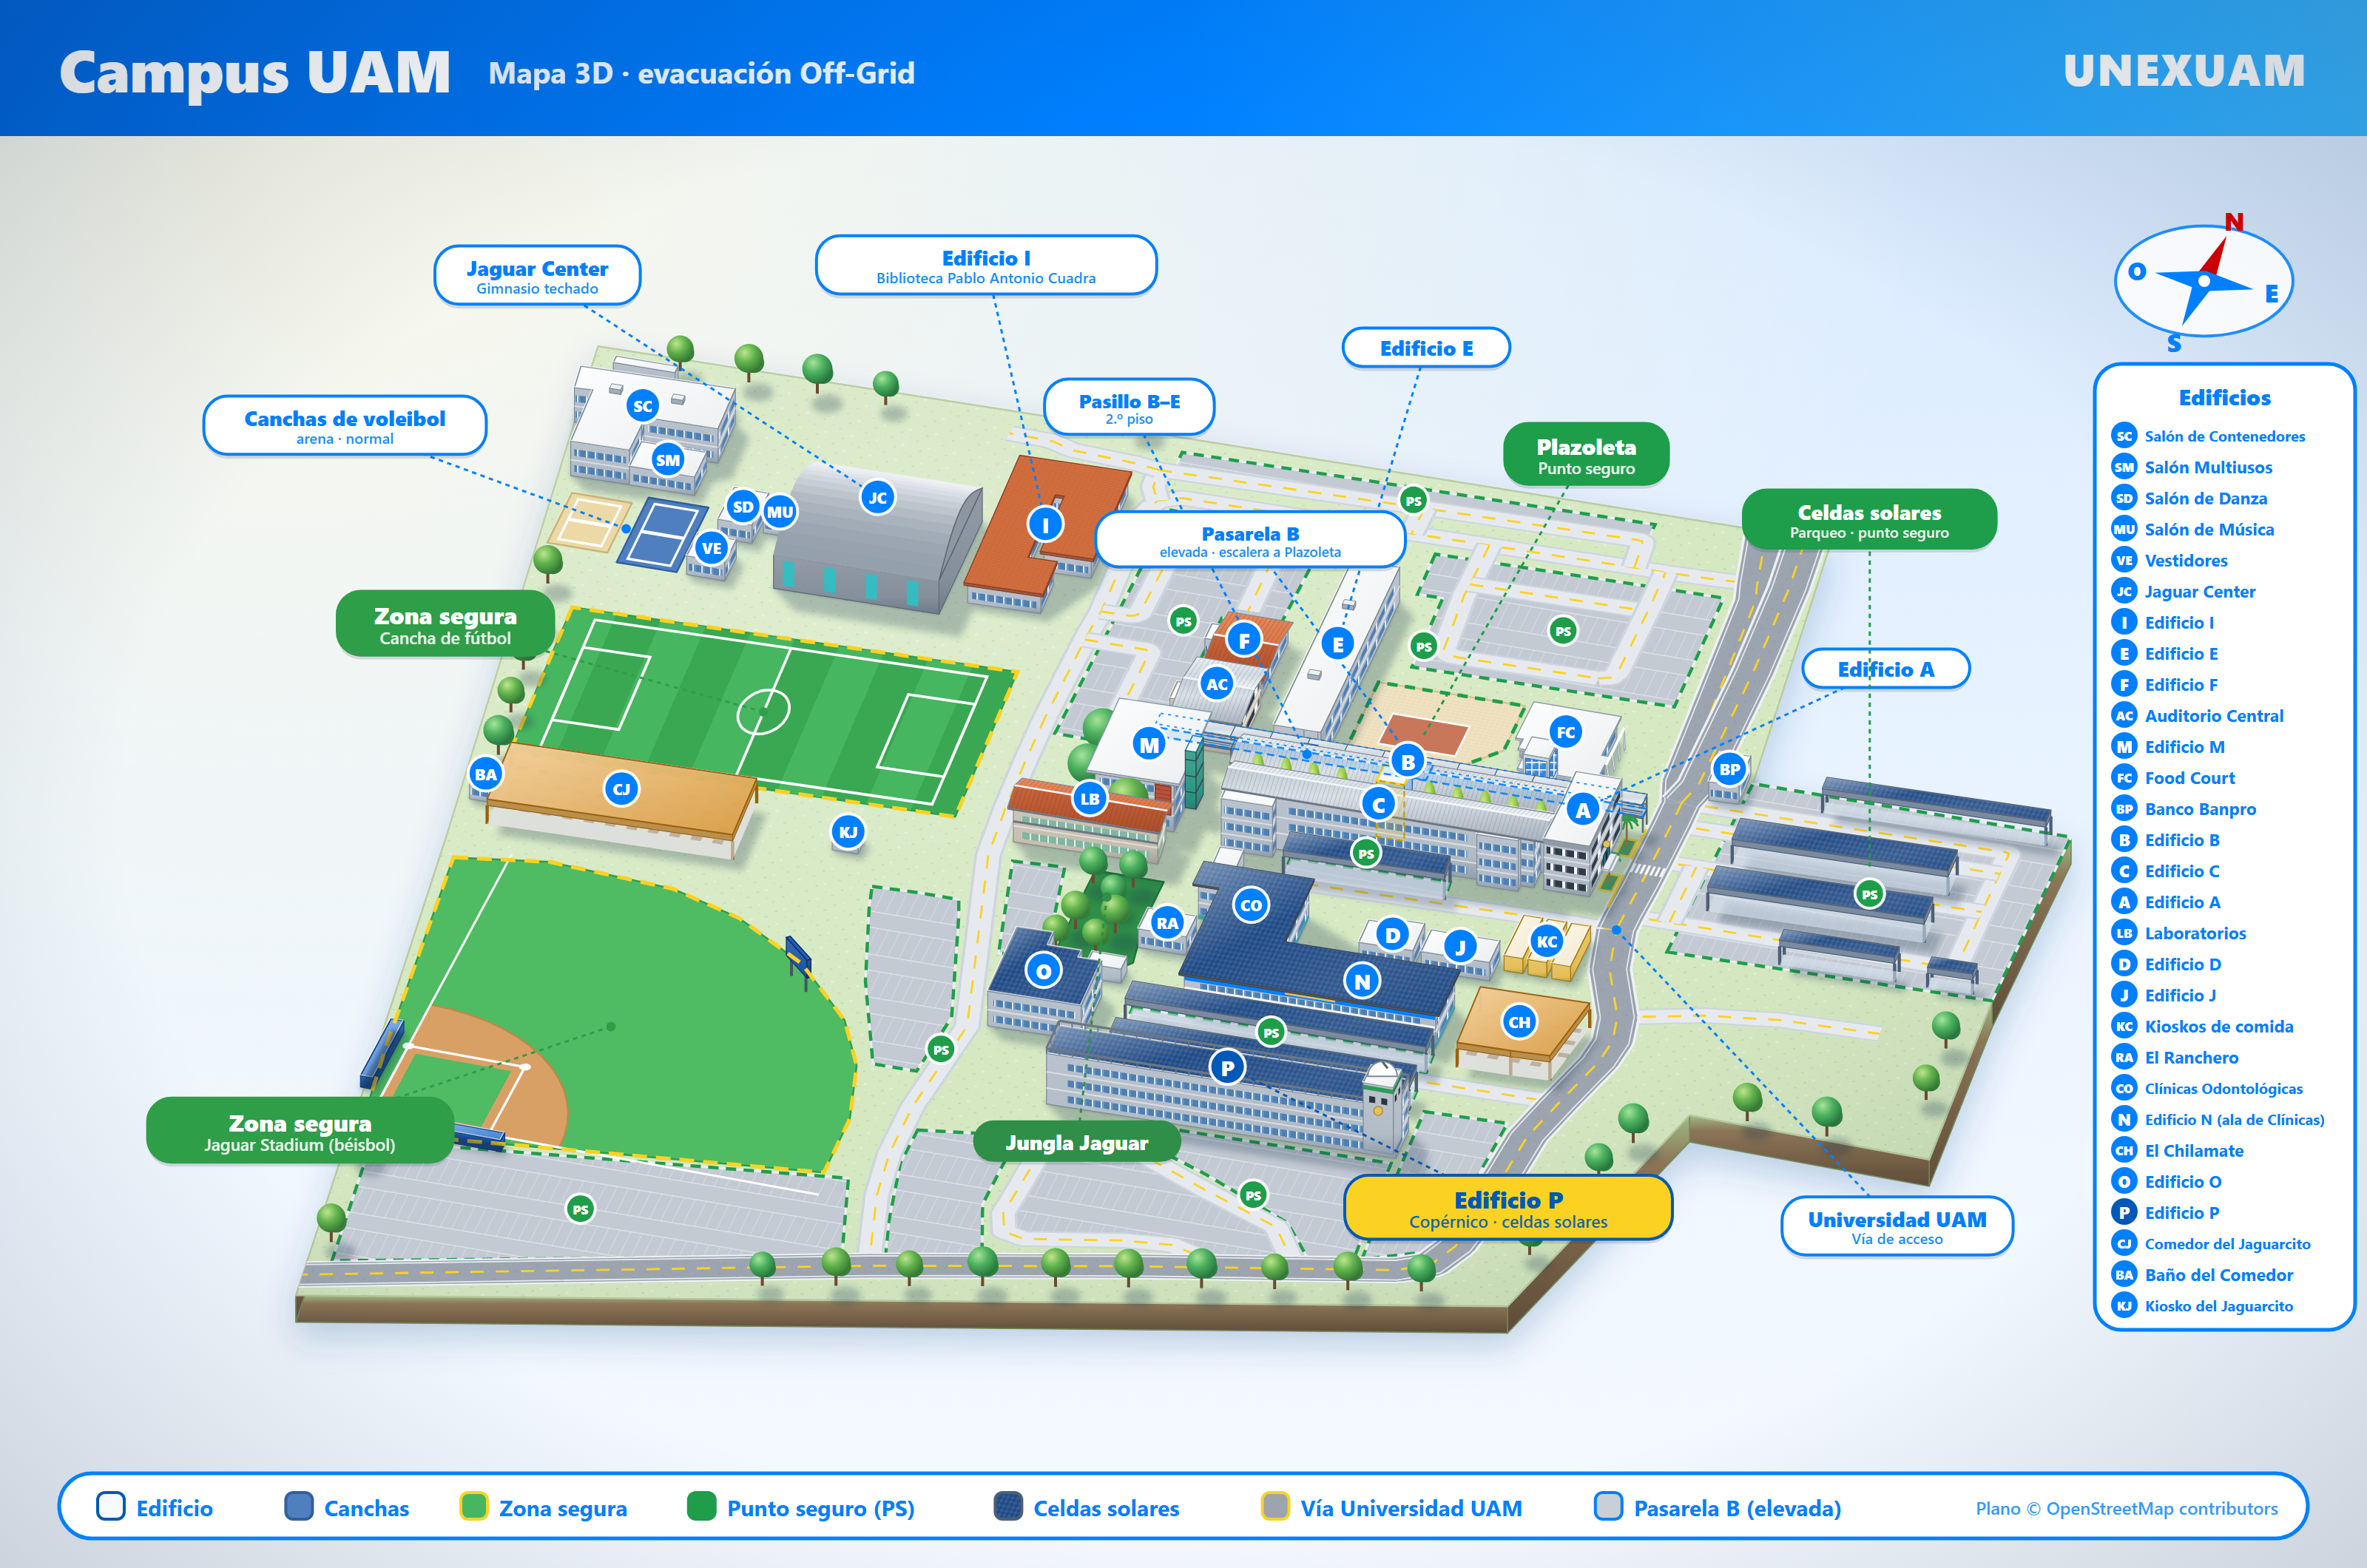 Campus UAM
Mapa 3D · evacuación Off-Grid
UNEXUAM
N
O
E
S
Jaguar Center
Gimnasio techado
Edificio I
Biblioteca Pablo Antonio Cuadra
Edificio E
Pasillo B–E
2.º piso
Canchas de voleibol
arena · normal
Plazoleta
Punto seguro
Celdas solares
Parqueo · punto seguro
Pasarela B
elevada · escalera a Plazoleta
Zona segura
Cancha de fútbol
Edificio A
Zona segura
Jaguar Stadium (béisbol)
Jungla Jaguar
Edificio P
Copérnico · celdas solares
Universidad UAM
Vía de acceso
SC
SM
SD
MU
VE
JC
I
PS
PS
PS
PS
F
E
AC
M
FC
B
BP
BA
CJ
LB
C
A
KJ
PS
PS
CO
RA
D
J
KC
O
N
CH
PS
PS
P
PS
PS
Edificios
SC Salón de Contenedores
SM Salón Multiusos
SD Salón de Danza
MU Salón de Música
VE Vestidores
JC Jaguar Center
I Edificio I
E Edificio E
F Edificio F
AC Auditorio Central
M Edificio M
FC Food Court
BP Banco Banpro
B Edificio B
C Edificio C
A Edificio A
LB Laboratorios
D Edificio D
J Edificio J
KC Kioskos de comida
RA El Ranchero
CO Clínicas Odontológicas
N Edificio N (ala de Clínicas)
CH El Chilamate
O Edificio O
P Edificio P
CJ Comedor del Jaguarcito
BA Baño del Comedor
KJ Kiosko del Jaguarcito
Edificio
Canchas
Zona segura
Punto seguro (PS)
Celdas solares
Vía Universidad UAM
Pasarela B (elevada)
Plano © OpenStreetMap contributors